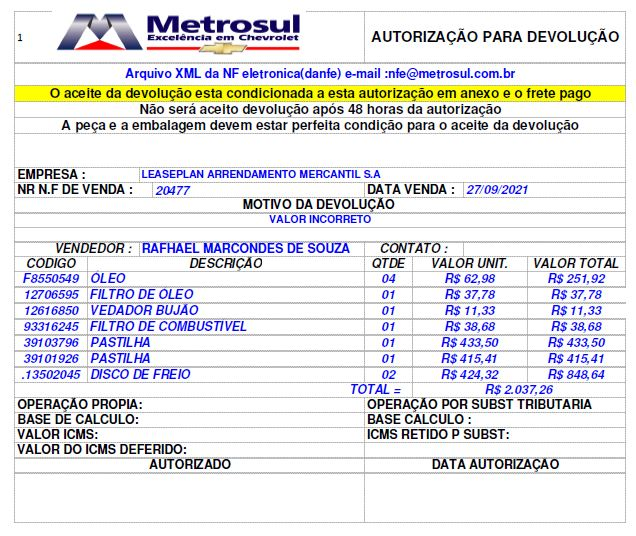 1
Metrosul
Excelência em Chevrolet
AUTORIZAÇÃO PARA DEVOLUÇÃO
Arquivo XML da NF eletronica(danfe) e-mail :nfe@metrosul.com.br
O aceite da devolução esta condicionada a esta autorização em anexo e o frete pago
Não será aceito devolução após 48 horas da autorização
A peça e a embalagem devem estar perfeita condição para o aceite da devolução
EMPRESA : LEASEPLAN ARRENDAMENTO MERCANTIL S.A
NR N.F DE VENDA : 20477 DATA VENDA : 27/09/2021
MOTIVO DA DEVOLUÇÃO
VALOR INCORRETO
VENDEDOR : RAFHAEL MARCONDES DE SOUZA CONTATO :
CODIGO DESCRIÇÃO QTDE VALOR UNIT. VALOR TOTAL
F8550549 OLEO 04 R$ 62,98 R$ 251,92
12706595 FILTRO DE OLEO 01 R$ 37,78 R$ 37,78
12616850 VEDADOR BUJÃO 01 R$ 11,33 R$ 11,33
93316245 FILTRO DE COMBUSTIVEL 01 R$ 38,68 R$ 38,68
39103796 PASTILHA 01 R$ 433,50 R$ 433,50
39101926 PASTILHA 01 R$ 415,41 R$ 415,41
.13502045 DISCO DE FREIO 02 R$ 424,32 R$ 848,64
TOTAL = R$ 2.037,26
OPERAÇÃO PROPIA: OPERAÇÃO POR SUBST TRIBUTARIA
BASE DE CALCULO: BASE CALCULO :
VALOR ICMS: ICMS RETIDO P SUBST:
VALOR DO ICMS DEFERIDO:
AUTORIZADO DATA AUTORIZAÇAO